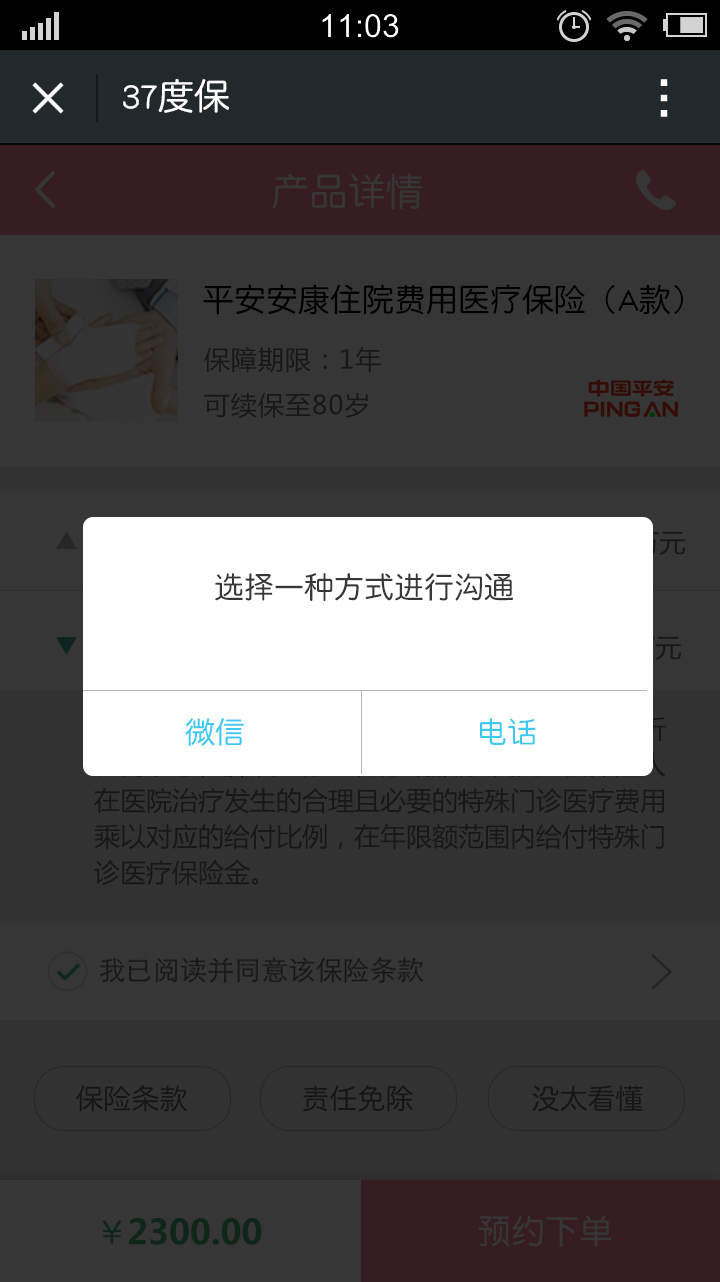 11:03
37度保
产品详情
平安安康住院费用医疗保险（A款）
保障期限：1年
可续保至80岁
中国平安
PING AN
元
元
选择一种方式进行沟通
微信
电话
在医院治疗发生的合理且必要的特殊门诊医疗费用
乘以对应的给付比例，在年限额范围内给付特殊门
诊医疗保险金。
我已阅读并同意该保险条款
保险条款
责任免除
没太看懂
￥2300.00
预约下单